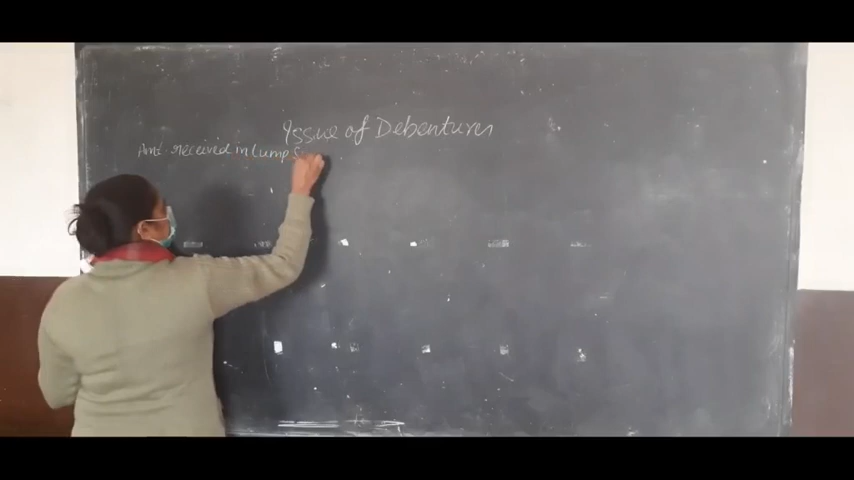 Issue of Debentures
Amt. received in Lump S